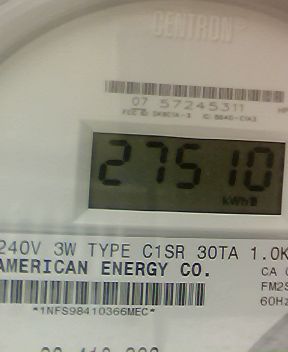 CENTRON
07 57245311
27510
kWh
240V 3W TYPE C1SR 30TA 1.0K
AMERICAN ENERGY CO.
CA
FM2S
60Hz
*1NFS98410366MEC*